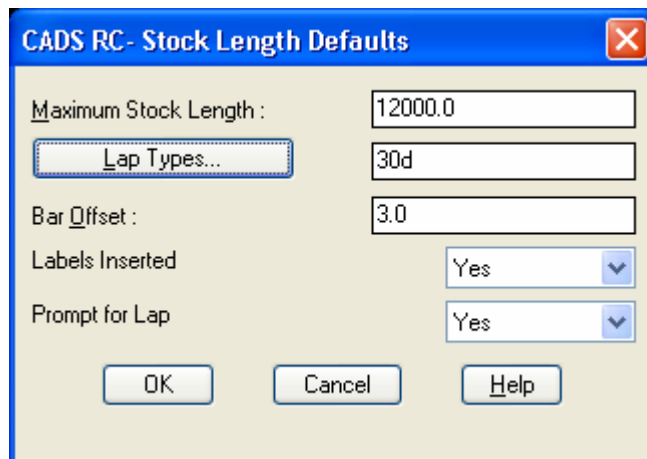 CADS RC- Stock Length Defaults
Maximum Stock Length : 12000.0
Lap Types... 30d
Bar Offset : 3.0
Labels Inserted Yes
Prompt for Lap Yes
OK Cancel Help